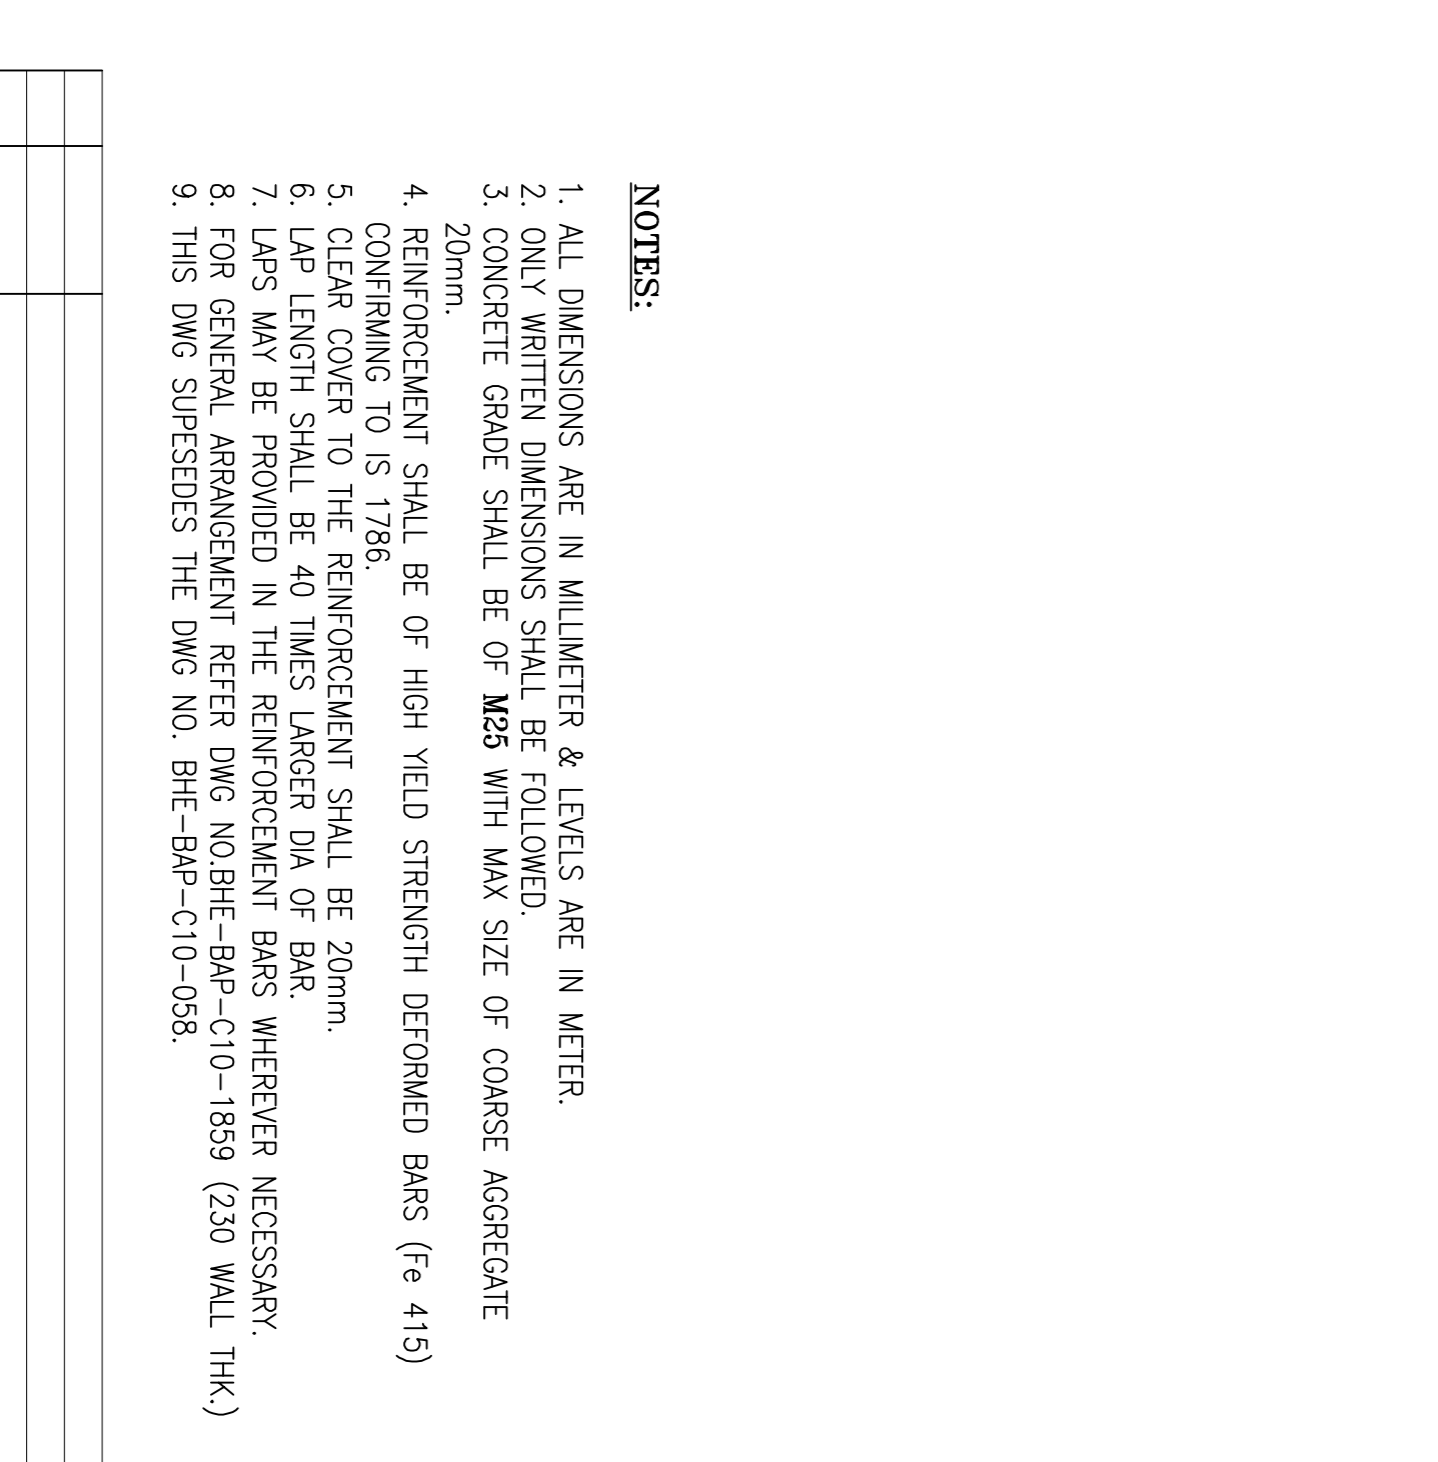 NOTES:
1. ALL DIMENSIONS ARE IN MILLIMETER & LEVELS ARE IN METER.
2. ONLY WRITTEN DIMENSIONS SHALL BE FOLLOWED.
3. CONCRETE GRADE SHALL BE OF M25 WITH MAX SIZE OF COARSE AGGREGATE
20mm.
4. REINFORCEMENT SHALL BE OF HIGH YIELD STRENGTH DEFORMED BARS (Fe 415)
CONFIRMING TO IS 1786.
5. CLEAR COVER TO THE REINFORCEMENT SHALL BE 20mm.
6. LAP LENGTH SHALL BE 40 TIMES LARGER DIA OF BAR.
7. LAPS MAY BE PROVIDED IN THE REINFORCEMENT BARS WHEREVER NECESSARY.
8. FOR GENERAL ARRANGEMENT REFER DWG NO.BHE-BAP-C10-1859 (230 WALL THK.)
9. THIS DWG SUPESEDES THE DWG NO. BHE-BAP-C10-058.